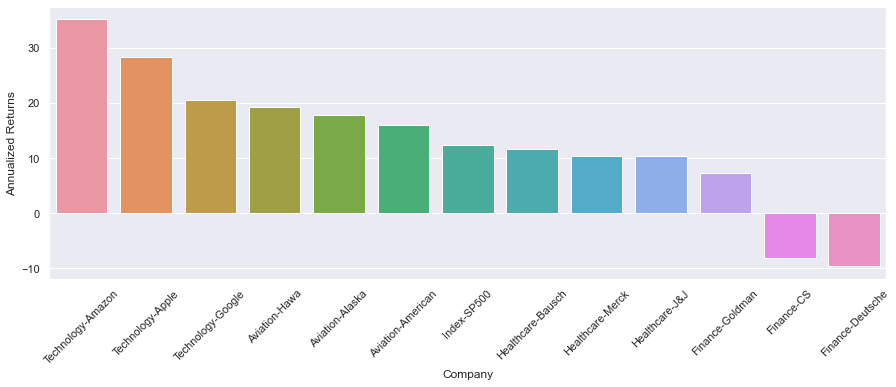 Annualized Returns
30
20
10
0
−10
Technology-Amazon
Technology-Apple
Technology-Google
Aviation-Hawa
Aviation-Alaska
Aviation-American
Index-SP500
Healthcare-Bausch
Healthcare-Merck
Healthcare-J&J
Finance-Goldman
Finance-CS
Finance-Deutsche
Company